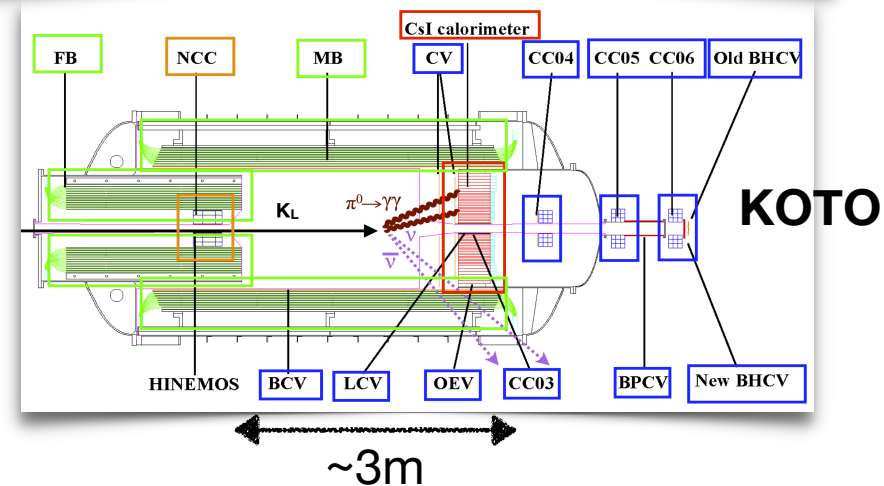 CsI calorimeter
FB NCC MB CV CC04 CC05 CC06 Old BHCV
KOTO
K_L π⁰→γγ
ν
ν̅
HINEMOS BCV LCV OEV CC03 BPCV New BHCV
~3m